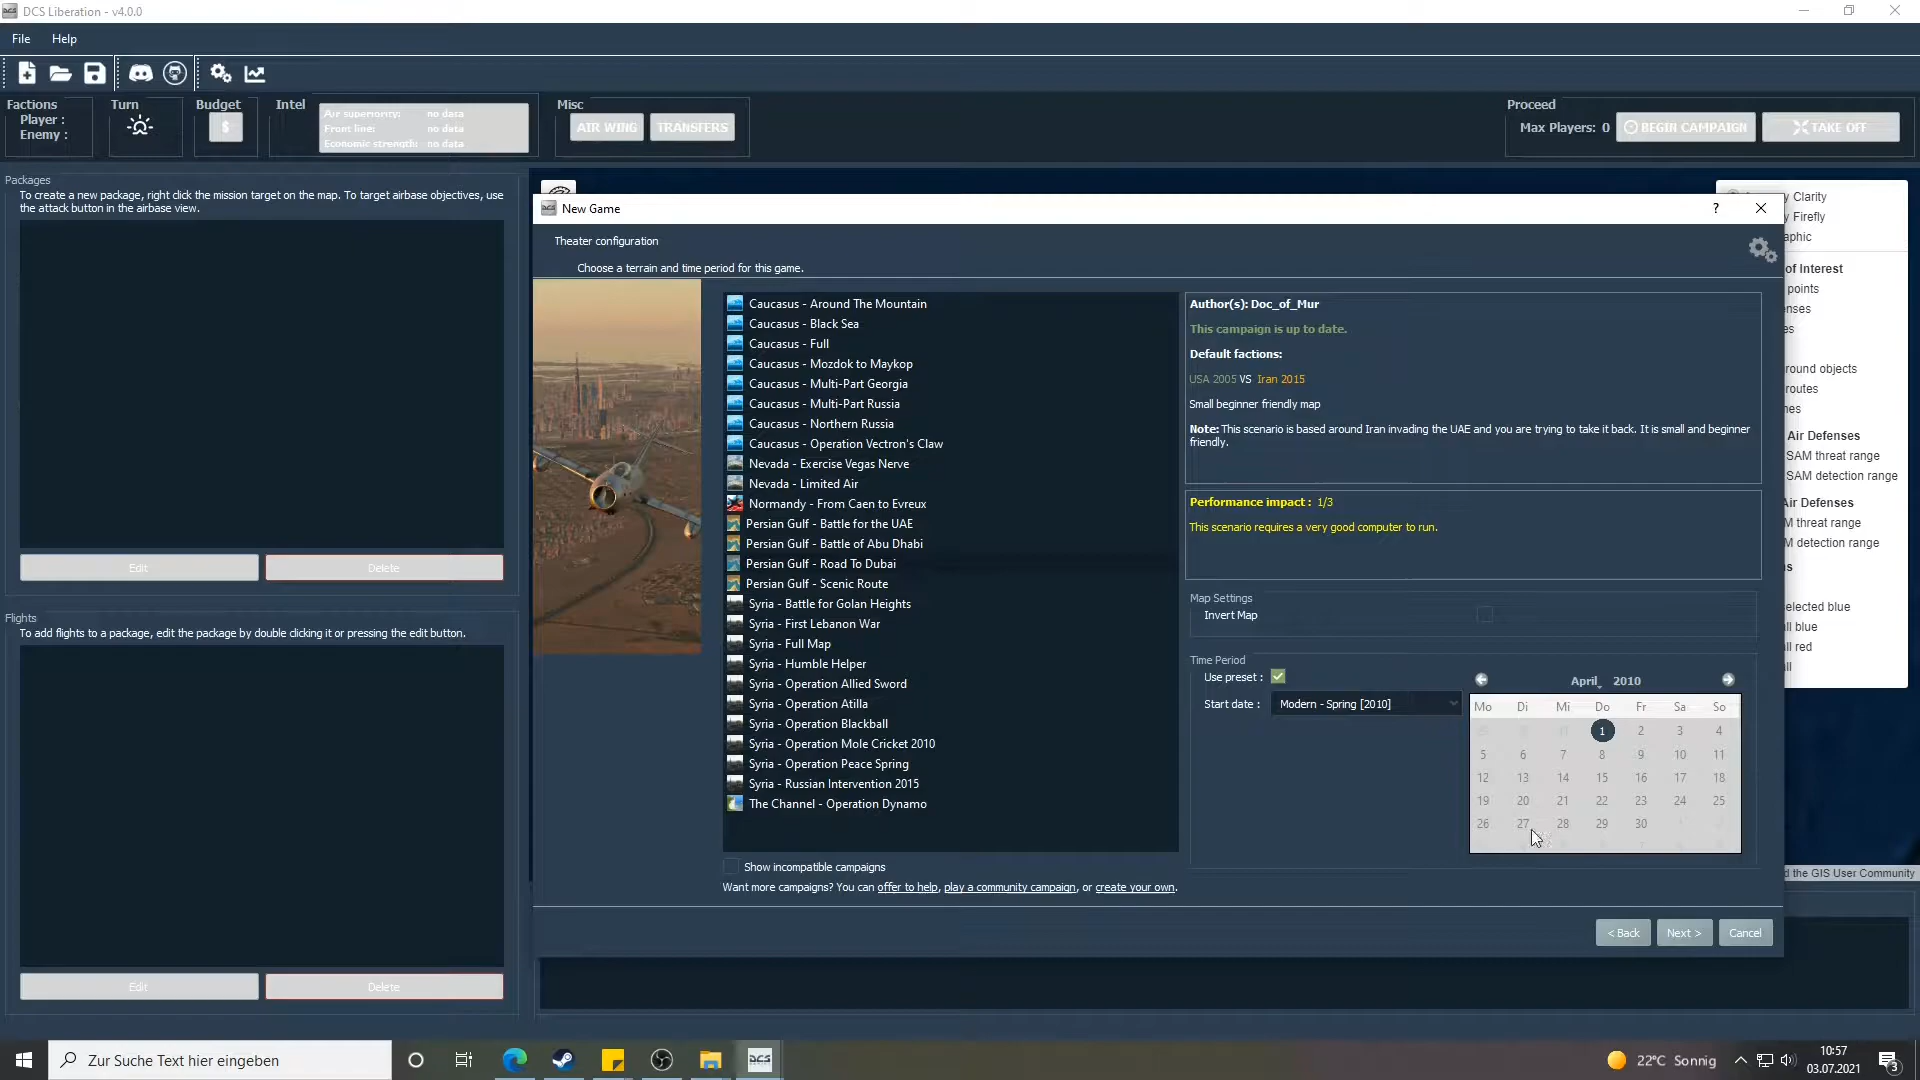 DCS Liberation - v4.0.0
File Help
Factions
Player :
Enemy :
Turn
Budget
$
Intel
Air superiority: no data
Front line: no data
Economic strength: no data
Misc
AIR WING TRANSFERS
Proceed
Max Players: 0 BEGIN CAMPAIGN TAKE OFF
Packages
To create a new package, right click the mission target on the map. To target airbase objectives, use
the attack button in the airbase view.
Edit Delete
Flights
To add flights to a package, edit the package by double clicking it or pressing the edit button.
Edit Delete
New Game ?
Theater configuration
Choose a terrain and time period for this game.
Caucasus - Around The Mountain
Caucasus - Black Sea
Caucasus - Full
Caucasus - Mozdok to Maykop
Caucasus - Multi-Part Georgia
Caucasus - Multi-Part Russia
Caucasus - Northern Russia
Caucasus - Operation Vectron's Claw
Nevada - Exercise Vegas Nerve
Nevada - Limited Air
Normandy - From Caen to Evreux
Persian Gulf - Battle for the UAE
Persian Gulf - Battle of Abu Dhabi
Persian Gulf - Road To Dubai
Persian Gulf - Scenic Route
Syria - Battle for Golan Heights
Syria - First Lebanon War
Syria - Full Map
Syria - Humble Helper
Syria - Operation Allied Sword
Syria - Operation Atilla
Syria - Operation Blackball
Syria - Operation Mole Cricket 2010
Syria - Operation Peace Spring
Syria - Russian Intervention 2015
The Channel - Operation Dynamo
Show incompatible campaigns
Want more campaigns? You can offer to help, play a community campaign, or create your own.
Author(s): Doc_of_Mur
This campaign is up to date.
Default factions:
USA 2005 VS Iran 2015
Small beginner friendly map
Note: This scenario is based around Iran invading the UAE and you are trying to take it back. It is small and beginner
friendly.
Performance impact : 1/3
This scenario requires a very good computer to run.
Map Settings
Invert Map
Time Period
Use preset :
Start date : Modern - Spring [2010]
April, 2010
Mo Di Mi Do Fr Sa So
1 2 3 4
5 6 7 8 9 10 11
12 13 14 15 16 17 18
19 20 21 22 23 24 25
26 27 28 29 30
< Back Next > Cancel
y Clarity
y Firefly
aphic
of Interest
points
enses
es
round objects
routes
nes
Air Defenses
SAM threat range
SAM detection range
Air Defenses
M threat range
M detection range
s
elected blue
ll blue
ll red
ll
d the GIS User Community
Zur Suche Text hier eingeben
DCS
22°C Sonnig
10:57
03.07.2021
3